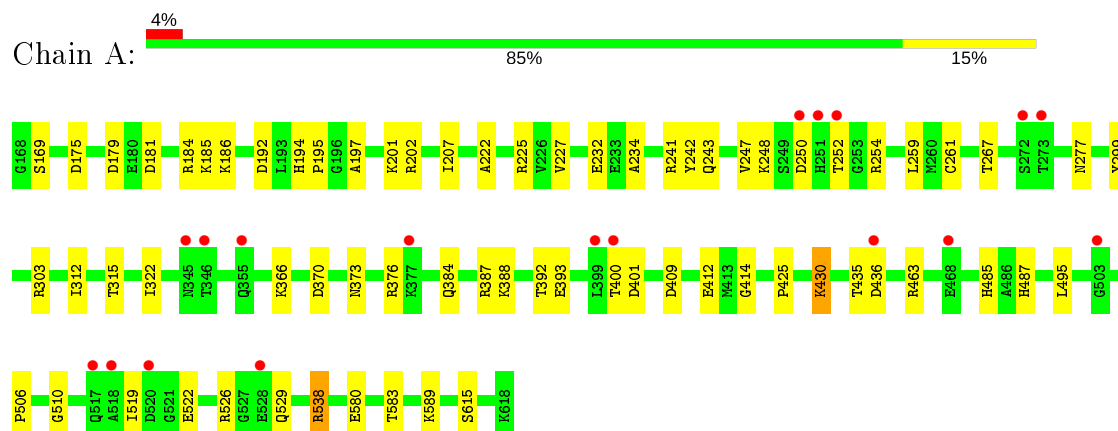 4%
Chain A:
85% 15%
G168 S169 D175 D179 E180 D181 R184 K185 K186 D192 L193 H194 P195 G196 A197 K201 R202 I207 A222 R225 V226 V227 E232 E233 A234 R241 Y242 Q243 V247 K248 S249 D250 H251 T252 G253 R254 L259 M260 C261 T267 S272 T273 N277 Y299
R303 I312 T315 I322 N345 T346 Q355 K366 D370 N373 R376 K377 Q384 R387 K388 T392 E393 L399 T400 D401 D409 E412 M413 G414 P425 K430 T435 D436 R463 E468 H485 A486 H487 L495 G503
P506 G510 Q517 A518 I519 D520 G521 E522 R526 G527 E528 Q529 R538 E580 T583 K589 S615 K618